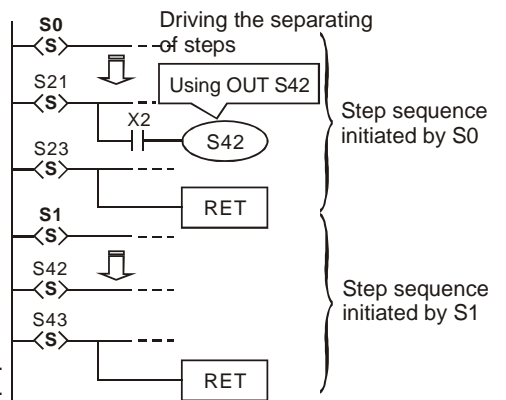 Driving the separating
of steps
S0
S
S21
S
Using OUT S42
X2
S42
S23
S
RET
Step sequence
initiated by S0
S1
S
S42
S
S43
S
RET
Step sequence
initiated by S1